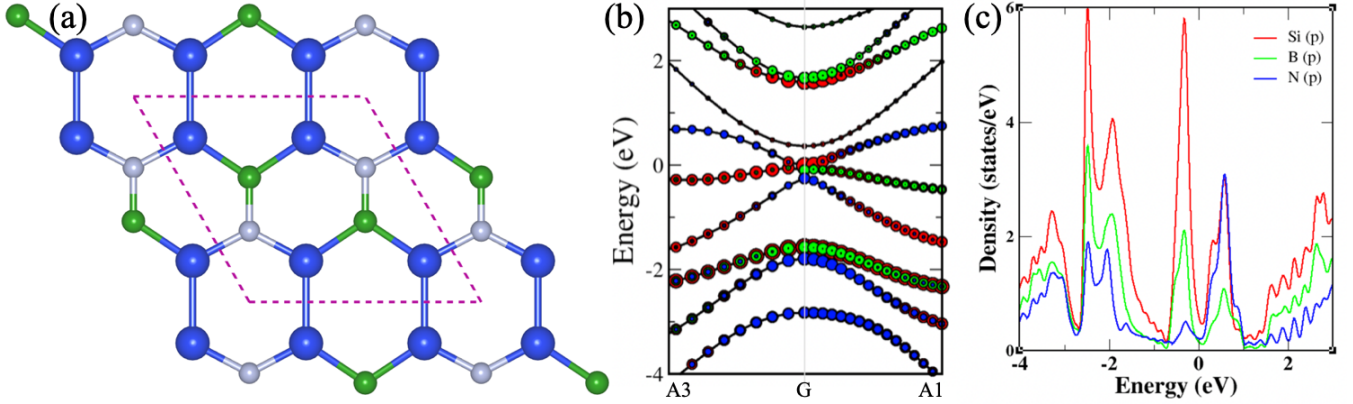 (a)
(b)
Energy (eV)
2
0
-2
-4
A3 G A1
(c)
Density (states/eV)
6
4
2
0
Si (p)
B (p)
N (p)
-4 -2 0 2
Energy (eV)